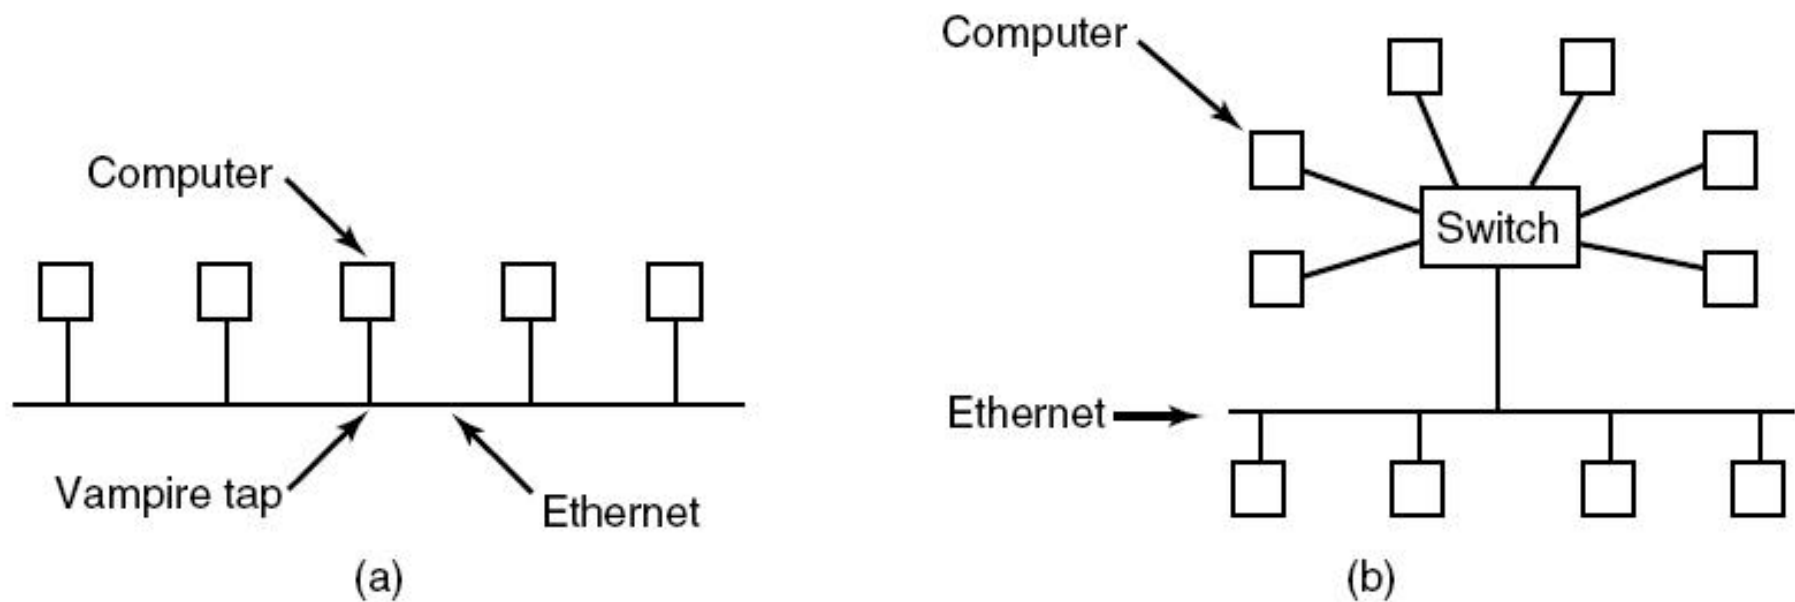 Computer
Vampire tap
Ethernet
(a)
Computer
Switch
Ethernet
(b)